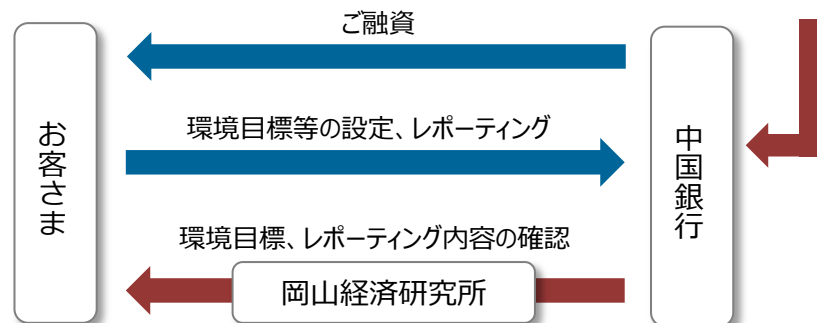 ご融資
お客さま
環境目標等の設定、レポーティング
中国銀行
環境目標、レポーティング内容の確認
岡山経済研究所